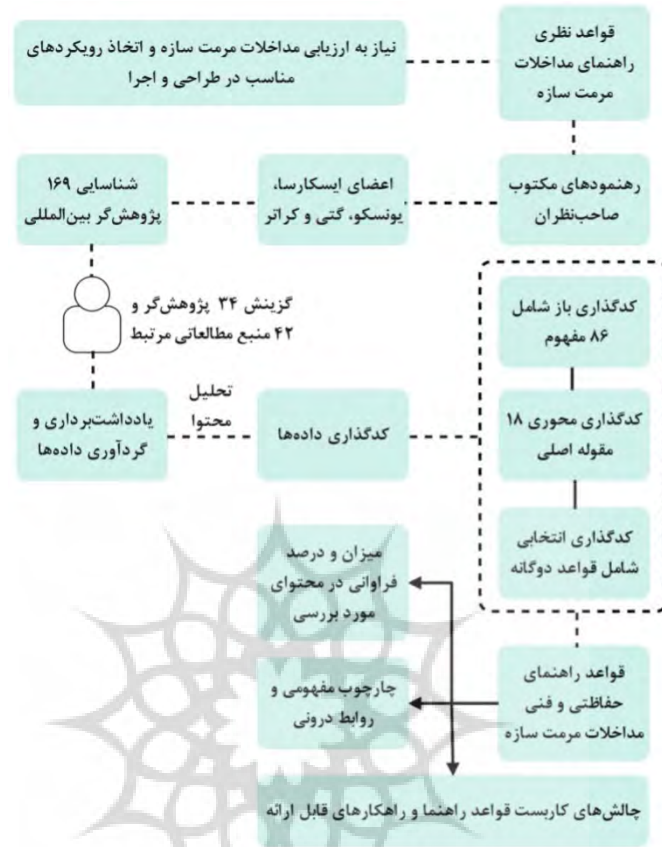 قواعد نظری
راهنمای مداخلات
مرمت سازه
نیاز به ارزیابی مداخلات مرمت سازه و اتخاذ رویکردهای
مناسب در طراحی و اجرا
رهنمودهای مکتوب
صاحب‌نظران
اعضای ایسکارسا،
یونسکو، گتی و کراتر
شناسایی ۱۶۹
پژوهش‌گر بین‌المللی
گزینش ۳۴ پژوهش‌گر و
۴۲ منبع مطالعاتی مرتبط
یادداشت‌برداری و
گردآوری داده‌ها
تحلیل
محتوا
کدگذاری داده‌ها
کدگذاری باز شامل
۸۶ مفهوم
کدگذاری محوری ۱۸
مقوله اصلی
کدگذاری انتخابی
شامل قواعد دوگانه
قواعد راهنمای
حفاظتی و فنی
مداخلات مرمت سازه
میزان و درصد
فراوانی در محتوای
مورد بررسی
چارچوب مفهومی و
روابط درونی
چالش‌های کاربست قواعد راهنما و راهکارهای قابل ارائه